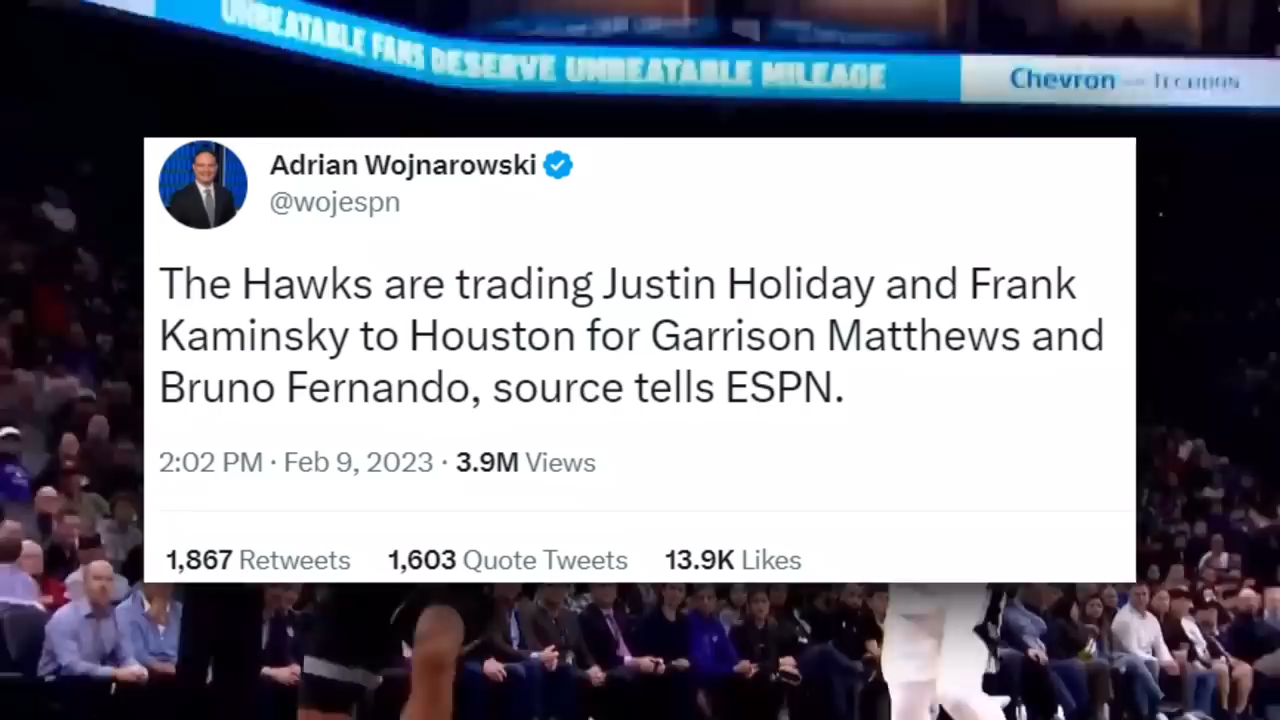 UNBEATABLE FANS DESERVE UNBEATABLE MILEAGE
Chevron TECHRON
Adrian Wojnarowski
@wojespn
The Hawks are trading Justin Holiday and Frank
Kaminsky to Houston for Garrison Matthews and
Bruno Fernando, source tells ESPN.
2:02 PM · Feb 9, 2023 · 3.9M Views
1,867 Retweets 1,603 Quote Tweets 13.9K Likes